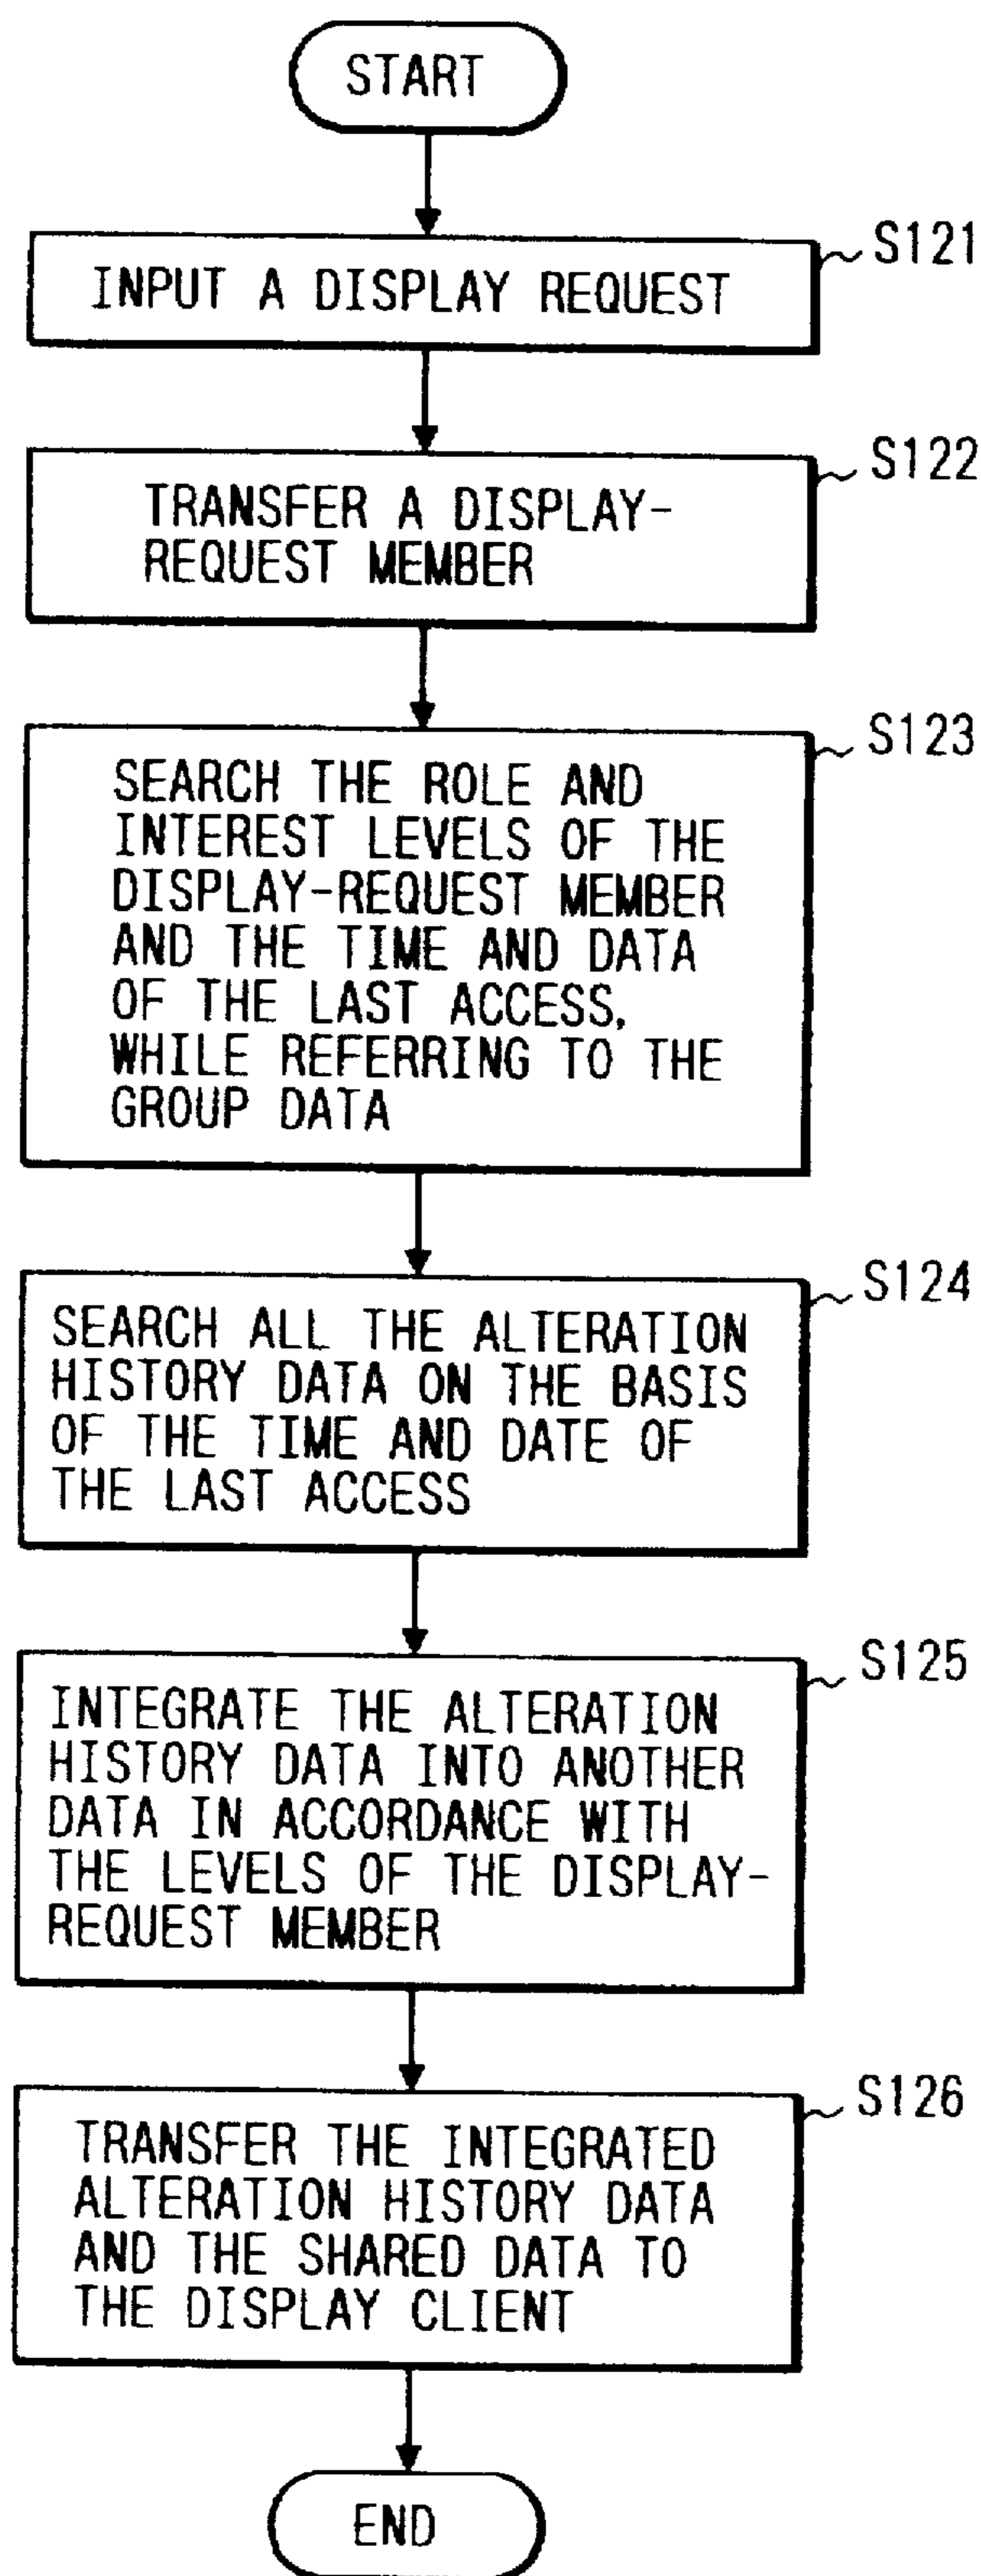 START
S121
INPUT A DISPLAY REQUEST
S122
TRANSFER A DISPLAY-
REQUEST MEMBER
S123
SEARCH THE ROLE AND
INTEREST LEVELS OF THE
DISPLAY-REQUEST MEMBER
AND THE TIME AND DATA
OF THE LAST ACCESS,
WHILE REFERRING TO THE
GROUP DATA
S124
SEARCH ALL THE ALTERATION
HISTORY DATA ON THE BASIS
OF THE TIME AND DATE OF
THE LAST ACCESS
S125
INTEGRATE THE ALTERATION
HISTORY DATA INTO ANOTHER
DATA IN ACCORDANCE WITH
THE LEVELS OF THE DISPLAY-
REQUEST MEMBER
S126
TRANSFER THE INTEGRATED
ALTERATION HISTORY DATA
AND THE SHARED DATA TO
THE DISPLAY CLIENT
END